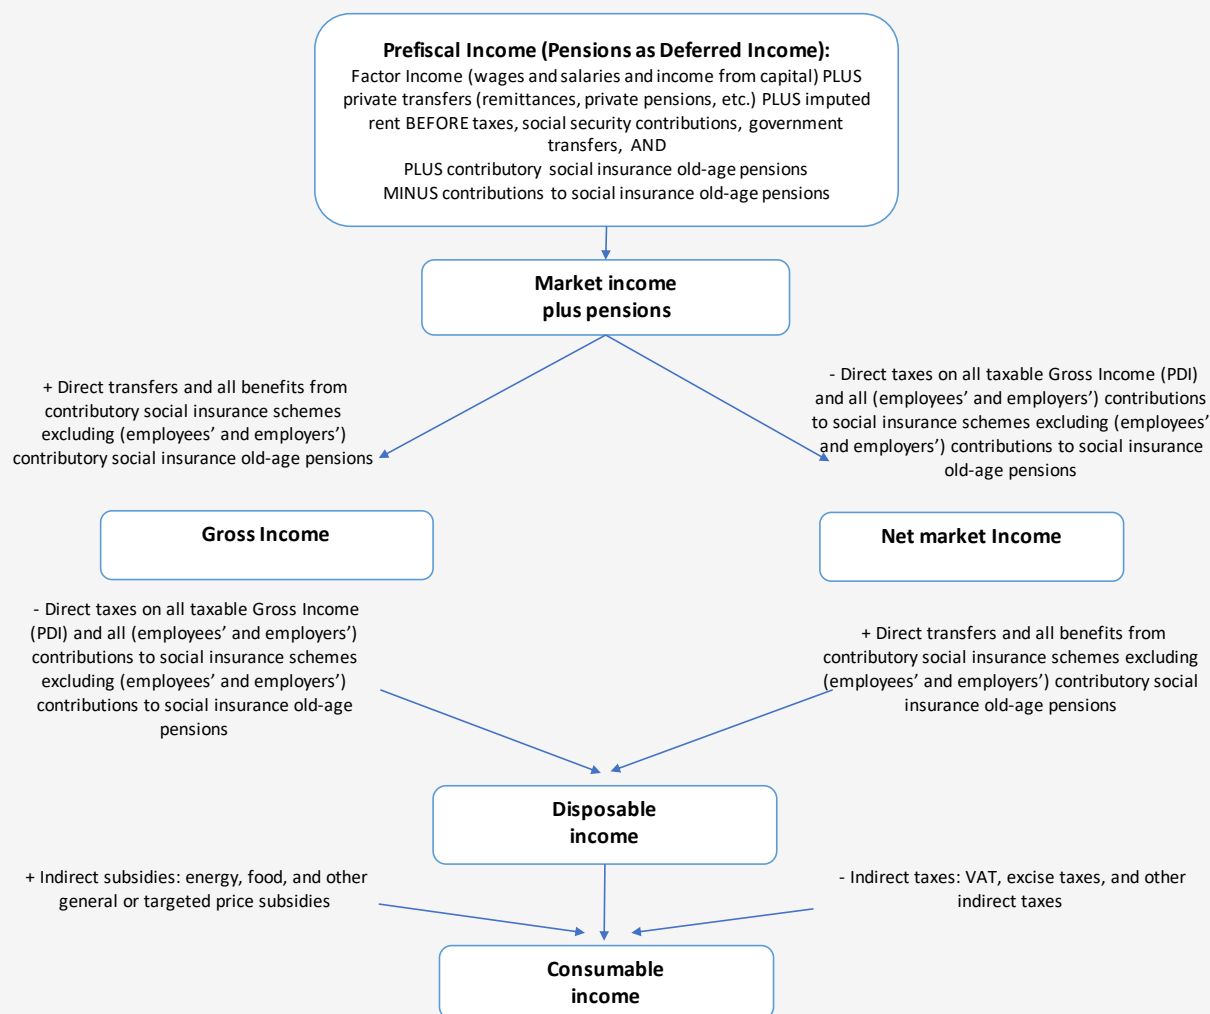 Prefiscal Income (Pensions as Deferred Income):
Factor Income (wages and salaries and income from capital) PLUS
private transfers (remittances, private pensions, etc.) PLUS imputed
rent BEFORE taxes, social security contributions, government
transfers, AND
PLUS contributory social insurance old-age pensions
MINUS contributions to social insurance old-age pensions
Market income
plus pensions
+ Direct transfers and all benefits from
contributory social insurance schemes
excluding (employees’ and employers’)
contributory social insurance old-age pensions
- Direct taxes on all taxable Gross Income (PDI)
and all (employees’ and employers’) contributions
to social insurance schemes excluding (employees’
and employers’) contributions to social insurance
old-age pensions
Gross Income
Net market Income
- Direct taxes on all taxable Gross Income
(PDI) and all (employees’ and employers’)
contributions to social insurance schemes
excluding (employees’ and employers’)
contributions to social insurance old-age
pensions
+ Direct transfers and all benefits from
contributory social insurance schemes excluding
(employees’ and employers’) contributory social
insurance old-age pensions
Disposable
income
+ Indirect subsidies: energy, food, and other
general or targeted price subsidies
- Indirect taxes: VAT, excise taxes, and other
indirect taxes
Consumable
income